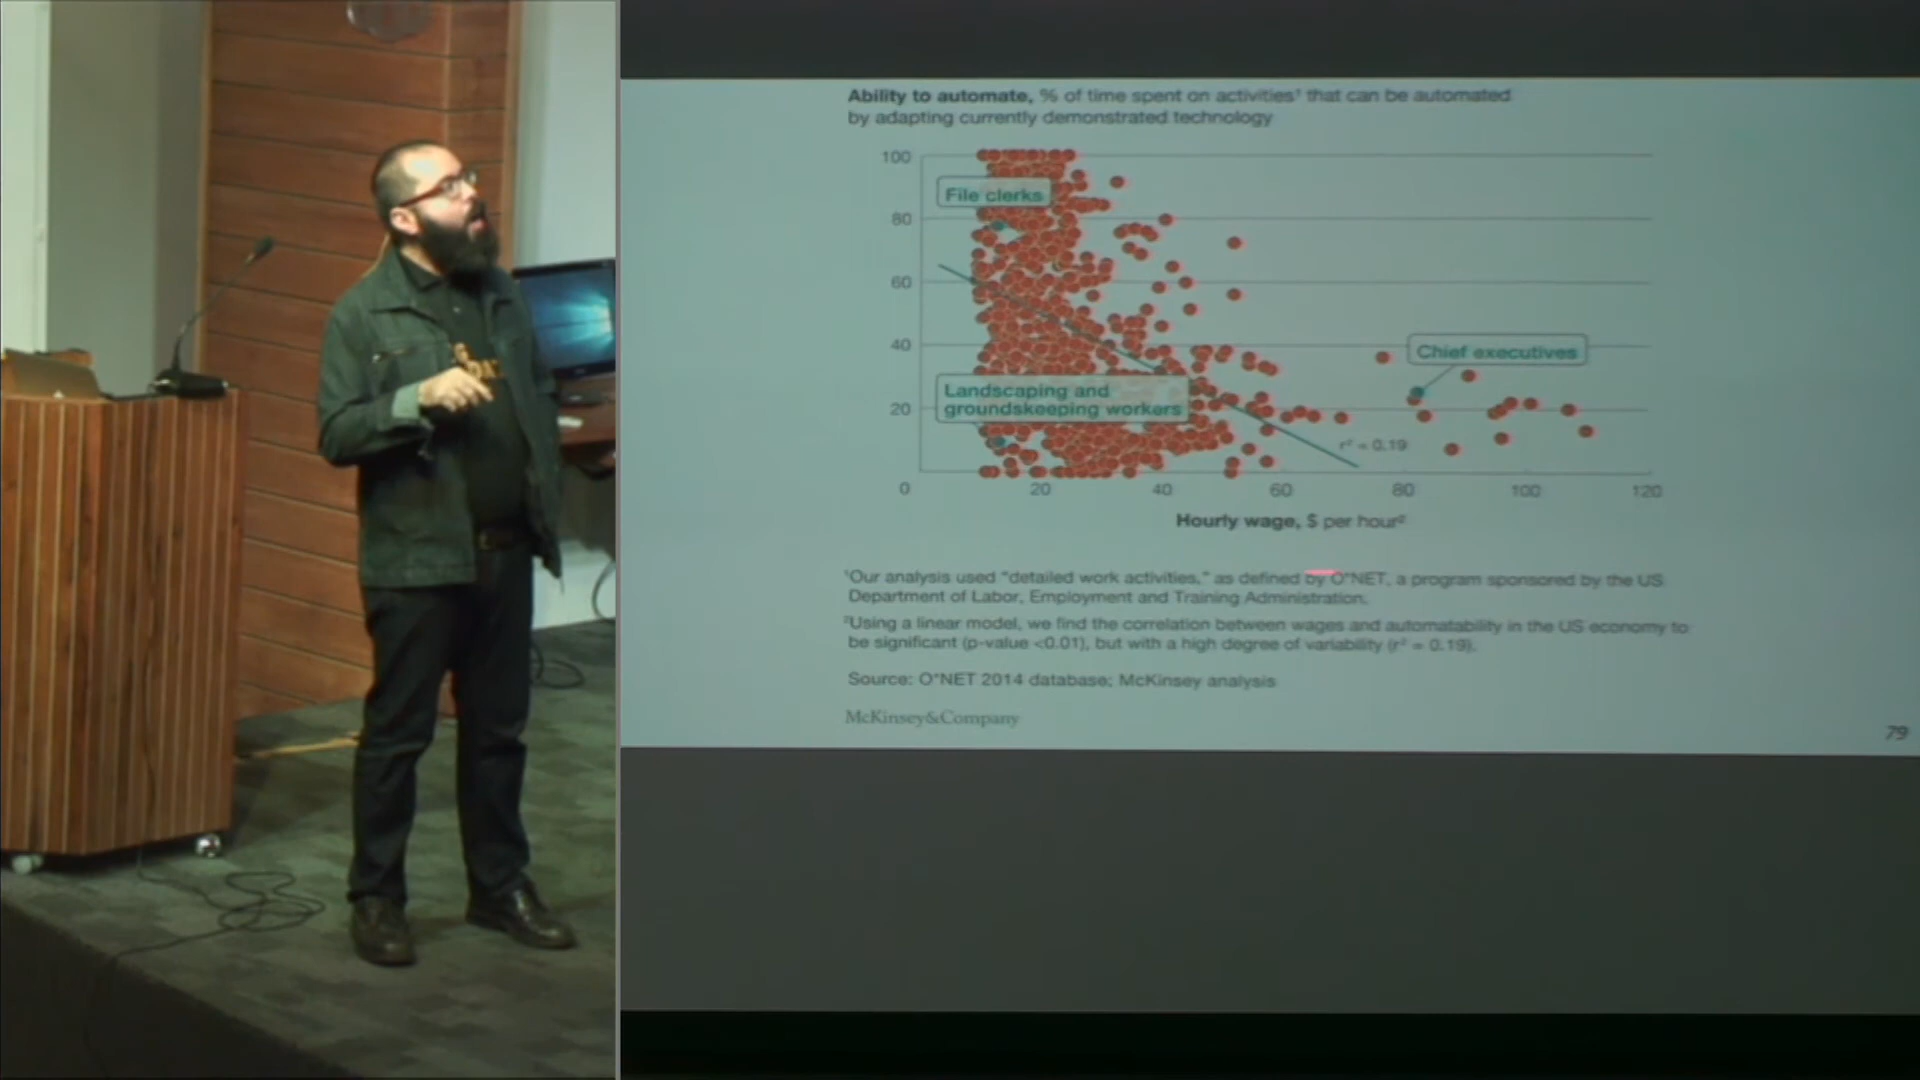 Ability to automate, % of time spent on activities¹ that can be automated
by adapting currently demonstrated technology
100
80
60
40
20
0
File clerks
Landscaping and
groundskeeping workers
Chief executives
r² = 0.19
20 40 60 80 100 120
Hourly wage, $ per hour²
¹Our analysis used "detailed work activities," as defined by O*NET, a program sponsored by the US
Department of Labor, Employment and Training Administration.
²Using a linear model, we find the correlation between wages and automatability in the US economy to
be significant (p-value <0.01), but with a high degree of variability (r² = 0.19).
Source: O*NET 2014 database; McKinsey analysis
McKinsey&Company
79